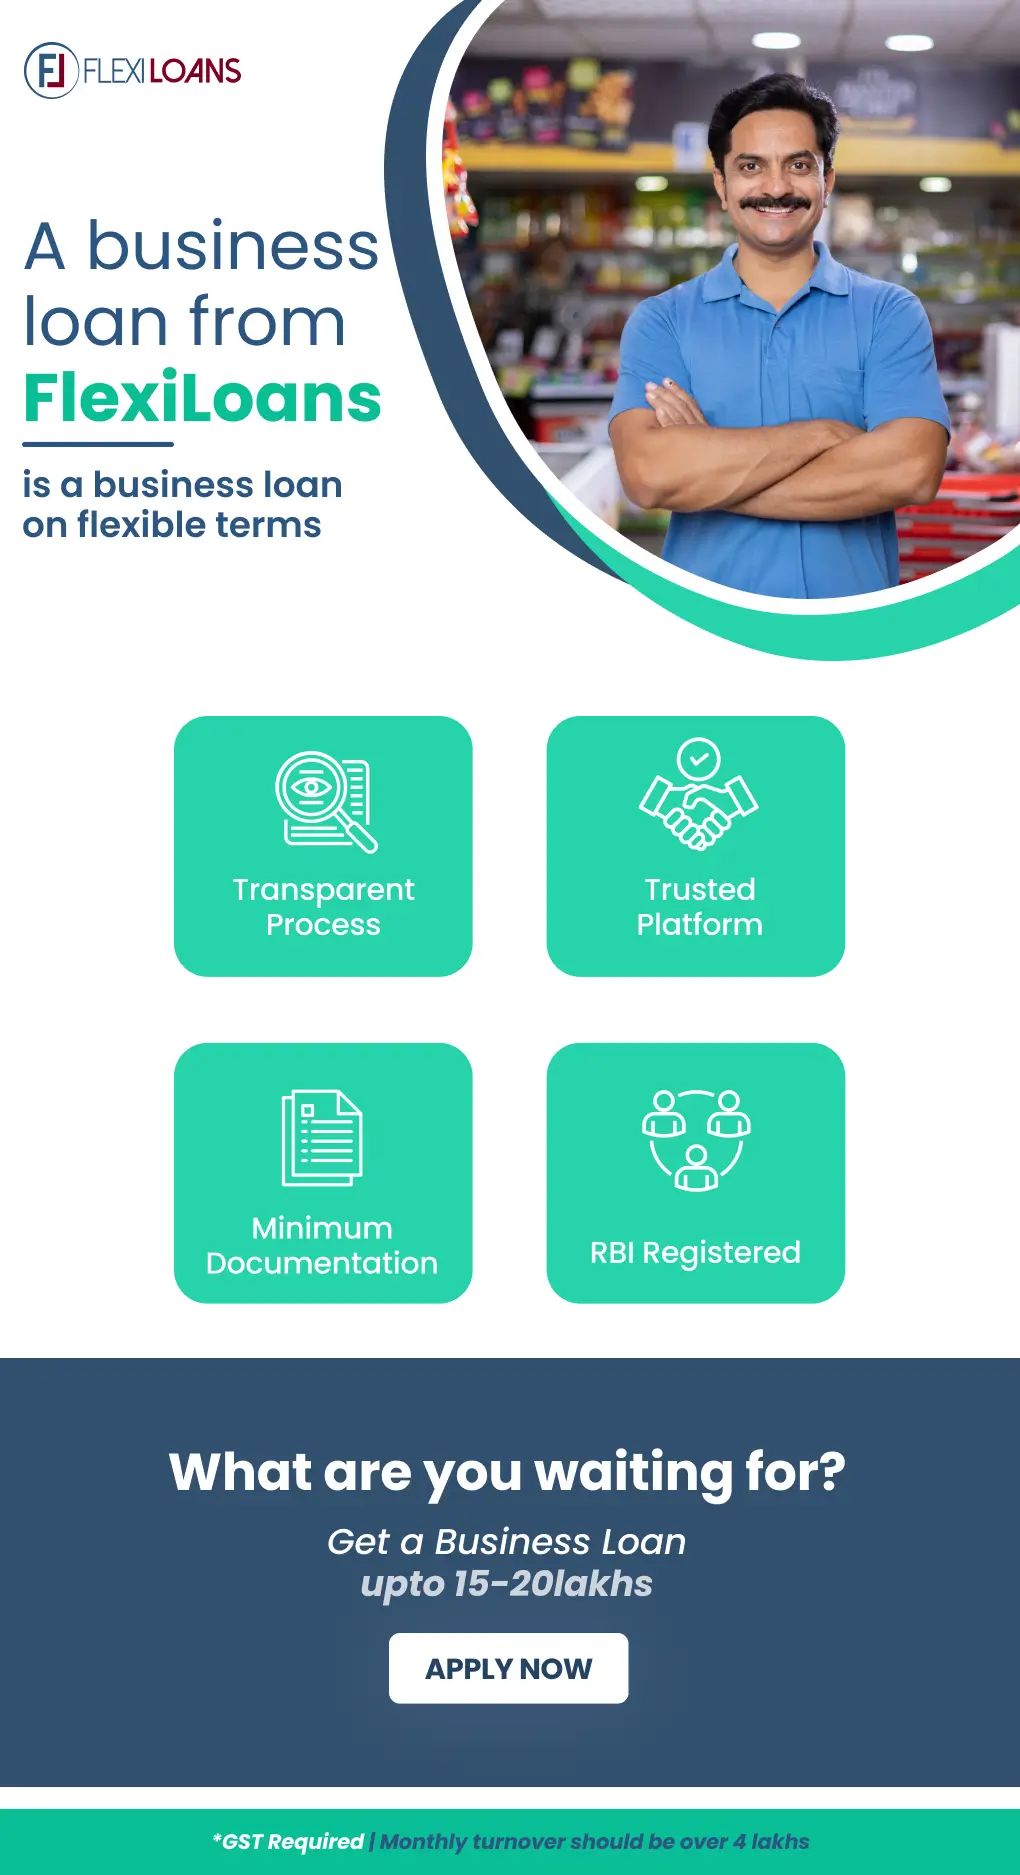 FL FLEXILOANS
A business
loan from
FlexiLoans
is a business loan
on flexible terms
Transparent
Process
Trusted
Platform
Minimum
Documentation
RBI Registered
What are you waiting for?
Get a Business Loan
upto 15-20lakhs
APPLY NOW
*GST Required | Monthly turnover should be over 4 lakhs